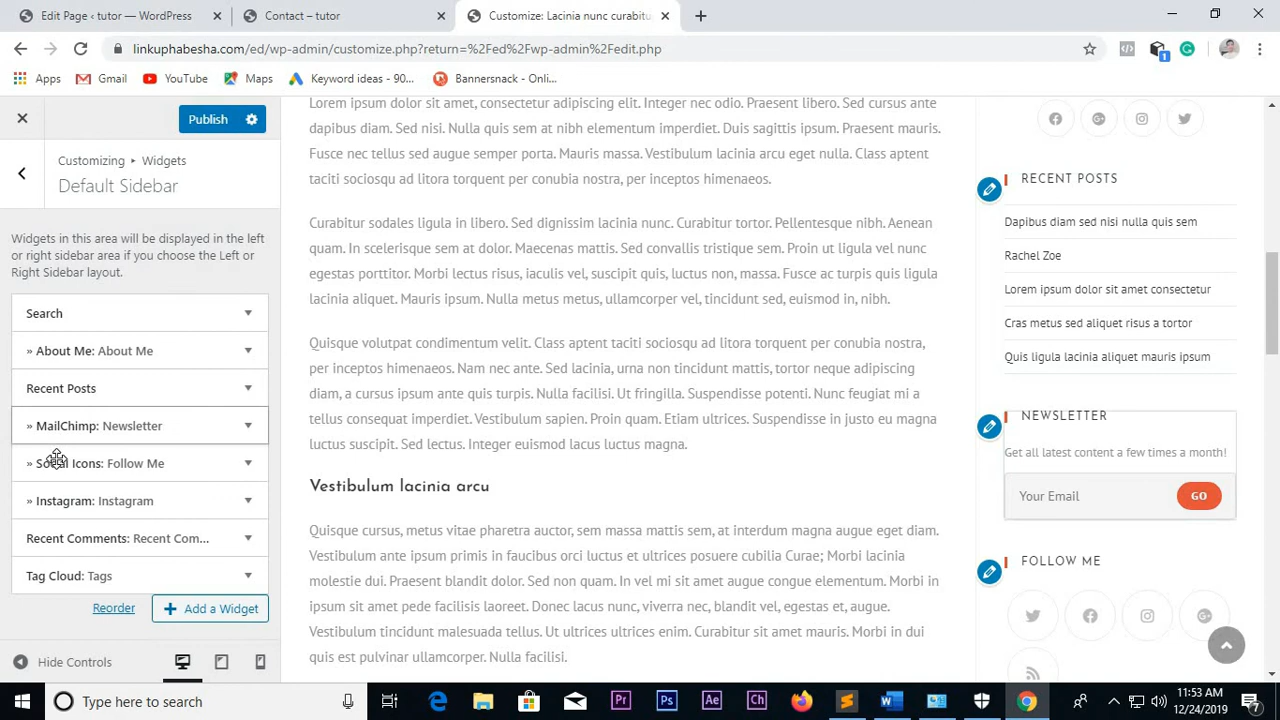 Edit Page ‹ tutor — WordPress
Contact – tutor
Customize: Lacinia nunc curabitu
linkuphabesha.com/ed/wp-admin/customize.php?return=%2Fed%2Fwp-admin%2Fedit.php
1
Apps
Gmail
YouTube
Maps
Keyword ideas - 90...
Bannersnack - Onli...
Publish
Customizing ▸ Widgets
Default Sidebar
Widgets in this area will be displayed in the left
or right sidebar area if you choose the Left or
Right Sidebar layout.
Search
» About Me: About Me
Recent Posts
» MailChimp: Newsletter
» Social Icons: Follow Me
» Instagram: Instagram
Recent Comments: Recent Com...
Tag Cloud: Tags
Reorder
Add a Widget
Hide Controls
Lorem ipsum dolor sit amet, consectetur adipiscing elit. Integer nec odio. Praesent libero. Sed cursus ante
dapibus diam. Sed nisi. Nulla quis sem at nibh elementum imperdiet. Duis sagittis ipsum. Praesent mauris.
Fusce nec tellus sed augue semper porta. Mauris massa. Vestibulum lacinia arcu eget nulla. Class aptent
taciti sociosqu ad litora torquent per conubia nostra, per inceptos himenaeos.
Curabitur sodales ligula in libero. Sed dignissim lacinia nunc. Curabitur tortor. Pellentesque nibh. Aenean
quam. In scelerisque sem at dolor. Maecenas mattis. Sed convallis tristique sem. Proin ut ligula vel nunc
egestas porttitor. Morbi lectus risus, iaculis vel, suscipit quis, luctus non, massa. Fusce ac turpis quis ligula
lacinia aliquet. Mauris ipsum. Nulla metus metus, ullamcorper vel, tincidunt sed, euismod in, nibh.
Quisque volutpat condimentum velit. Class aptent taciti sociosqu ad litora torquent per conubia nostra,
per inceptos himenaeos. Nam nec ante. Sed lacinia, urna non tincidunt mattis, tortor neque adipiscing
diam, a cursus ipsum ante quis turpis. Nulla facilisi. Ut fringilla. Suspendisse potenti. Nunc feugiat mi a
tellus consequat imperdiet. Vestibulum sapien. Proin quam. Etiam ultrices. Suspendisse in justo eu magna
luctus suscipit. Sed lectus. Integer euismod lacus luctus magna.
Vestibulum lacinia arcu
Quisque cursus, metus vitae pharetra auctor, sem massa mattis sem, at interdum magna augue eget diam.
Vestibulum ante ipsum primis in faucibus orci luctus et ultrices posuere cubilia Curae; Morbi lacinia
molestie dui. Praesent blandit dolor. Sed non quam. In vel mi sit amet augue congue elementum. Morbi in
ipsum sit amet pede facilisis laoreet. Donec lacus nunc, viverra nec, blandit vel, egestas et, augue.
Vestibulum tincidunt malesuada tellus. Ut ultrices ultrices enim. Curabitur sit amet mauris. Morbi in dui
quis est pulvinar ullamcorper. Nulla facilisi.
RECENT POSTS
Dapibus diam sed nisi nulla quis sem
Rachel Zoe
Lorem ipsum dolor sit amet consectetur
Cras metus sed aliquet risus a tortor
Quis ligula lacinia aliquet mauris ipsum
NEWSLETTER
Get all latest content a few times a month!
Your Email
GO
FOLLOW ME
Type here to search
Pr
Ps
Ae
Ch
11:53 AM
12/24/2019
7